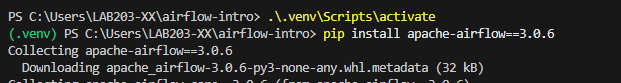 PS C:\Users\LAB203-XX\airflow-intro> .\.venv\Scripts\activate
(.venv) PS C:\Users\LAB203-XX\airflow-intro> pip install apache-airflow==3.0.6
Collecting apache-airflow==3.0.6
  Downloading apache_airflow-3.0.6-py3-none-any.whl.metadata (32 kB)